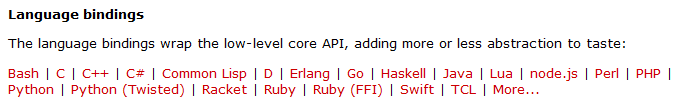 Language bindings
The language bindings wrap the low-level core API, adding more or less abstraction to taste:
Bash | C | C++ | C# | Common Lisp | D | Erlang | Go | Haskell | Java | Lua | node.js | Perl | PHP |
Python | Python (Twisted) | Racket | Ruby | Ruby (FFI) | Swift | TCL | More...